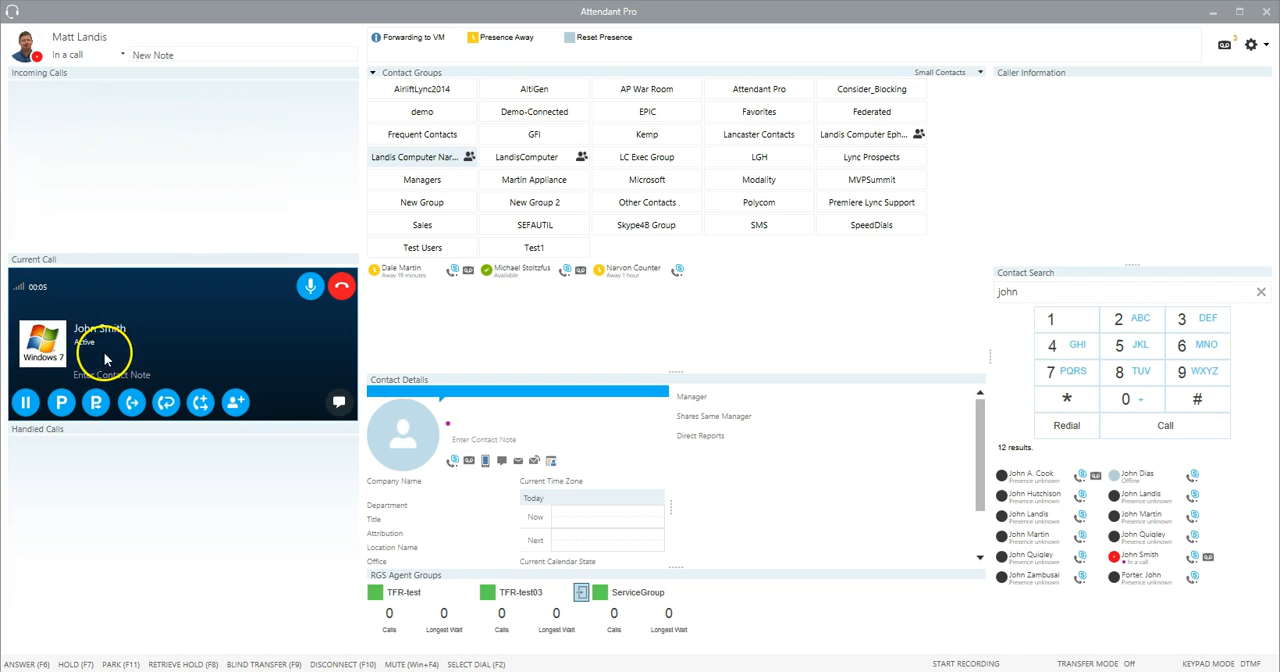 Attendant Pro
Matt Landis
In a call
New Note
Incoming Calls
Current Call
00:05
Windows 7
John Smith
Active
Enter Contact Note
Handled Calls
Forwarding to VM
Presence Away
Reset Presence
3
Contact Groups
Small Contacts
AirliftLync2014
AltiGen
AP War Room
Attendant Pro
Consider_Blocking
demo
Demo-Connected
EPIC
Favorites
Federated
Frequent Contacts
GFI
Kemp
Lancaster Contacts
Landis Computer Eph...
Landis Computer Nar...
LandisComputer
LC Exec Group
LGH
Lync Prospects
Managers
Martin Appliance
Microsoft
Modality
MVPSummit
New Group
New Group 2
Other Contacts
Polycom
Premiere Lync Support
Sales
SEFAUTIL
Skype4B Group
SMS
SpeedDials
Test Users
Test1
Dale Martin
Away 19 minutes
Michael Stoltzfus
Available
Narvon Counter
Away 1 hour
Contact Details
Enter Contact Note
Manager
Shares Same Manager
Direct Reports
Company Name
Department
Title
Attribution
Location Name
Office
Current Time Zone
Today
Now
Next
Current Calendar State
RGS Agent Groups
TFR-test
0 0
Calls Longest Wait
TFR-test03
0 0
Calls Longest Wait
ServiceGroup
0 0
Calls Longest Wait
Caller Information
Contact Search
john
1
2 ABC
3 DEF
4 GHI
5 JKL
6 MNO
7 PQRS
8 TUV
9 WXYZ
*
0 +
#
Redial
Call
12 results.
John A. Cook
Presence unknown
John Dias
Offline
John Hutchison
Presence unknown
John Landis
Presence unknown
John Landis
Presence unknown
John Martin
Presence unknown
John Martin
Presence unknown
John Quigley
Presence unknown
John Quigley
Presence unknown
John Smith
In a call
John Zambusai
Presence unknown
Porter, John
Presence unknown
ANSWER (F6) HOLD (F7) PARK (F11) RETRIEVE HOLD (F8) BLIND TRANSFER (F9) DISCONNECT (F10) MUTE (Win+F4) SELECT DIAL (F2) START RECORDING TRANSFER MODE Off KEYPAD MODE DTMF